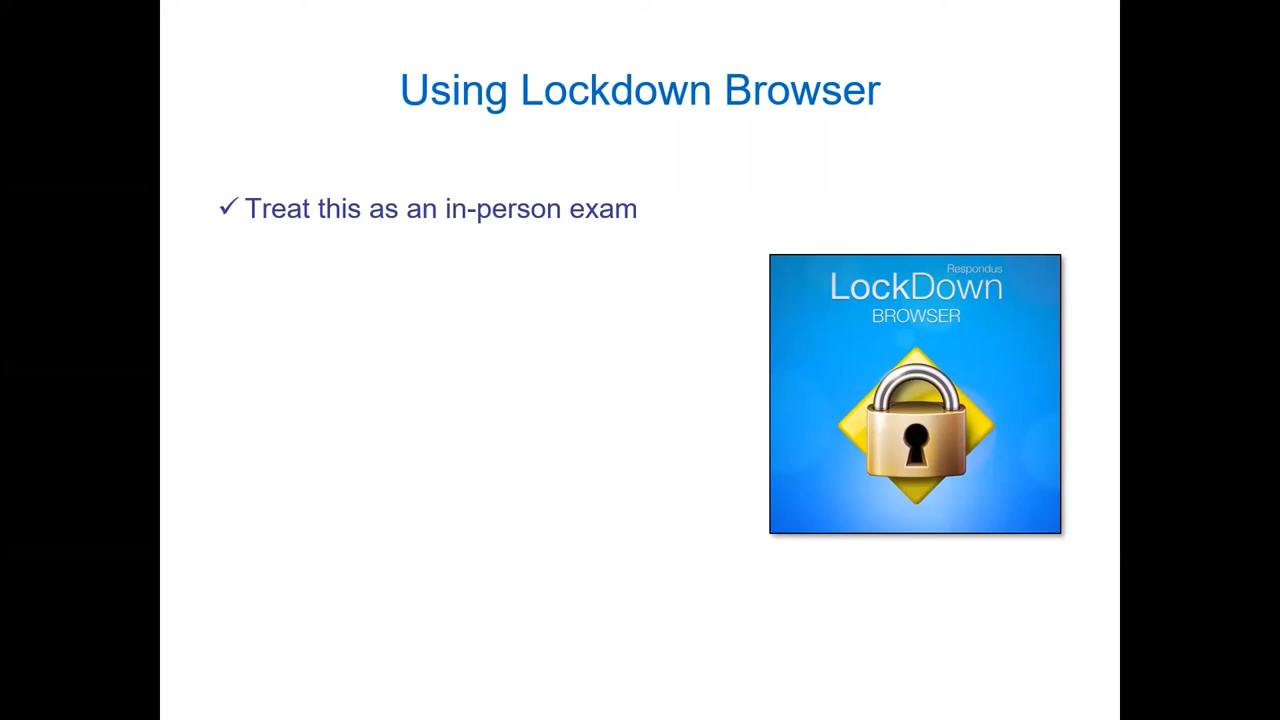 Using Lockdown Browser
✓ Treat this as an in-person exam
Respondus
LockDown
BROWSER